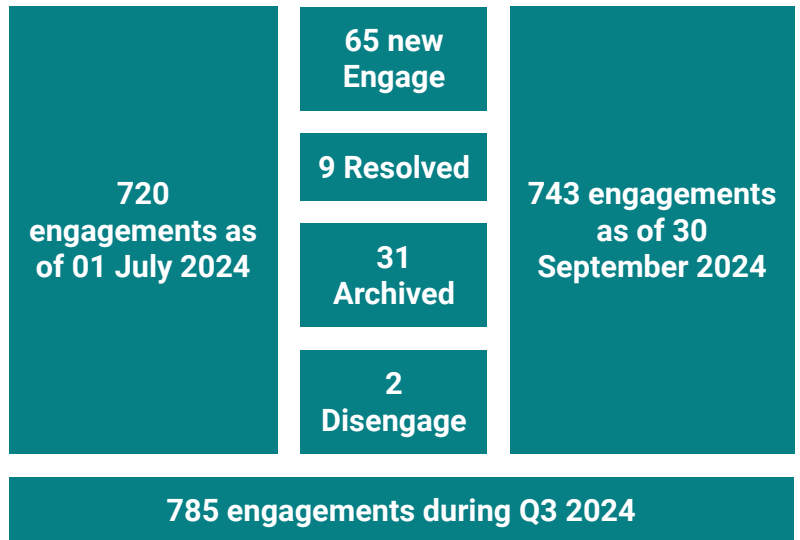 720
engagements as
of 01 July 2024
65 new
Engage
9 Resolved
31
Archived
2
Disengage
743 engagements
as of 30
September 2024
785 engagements during Q3 2024